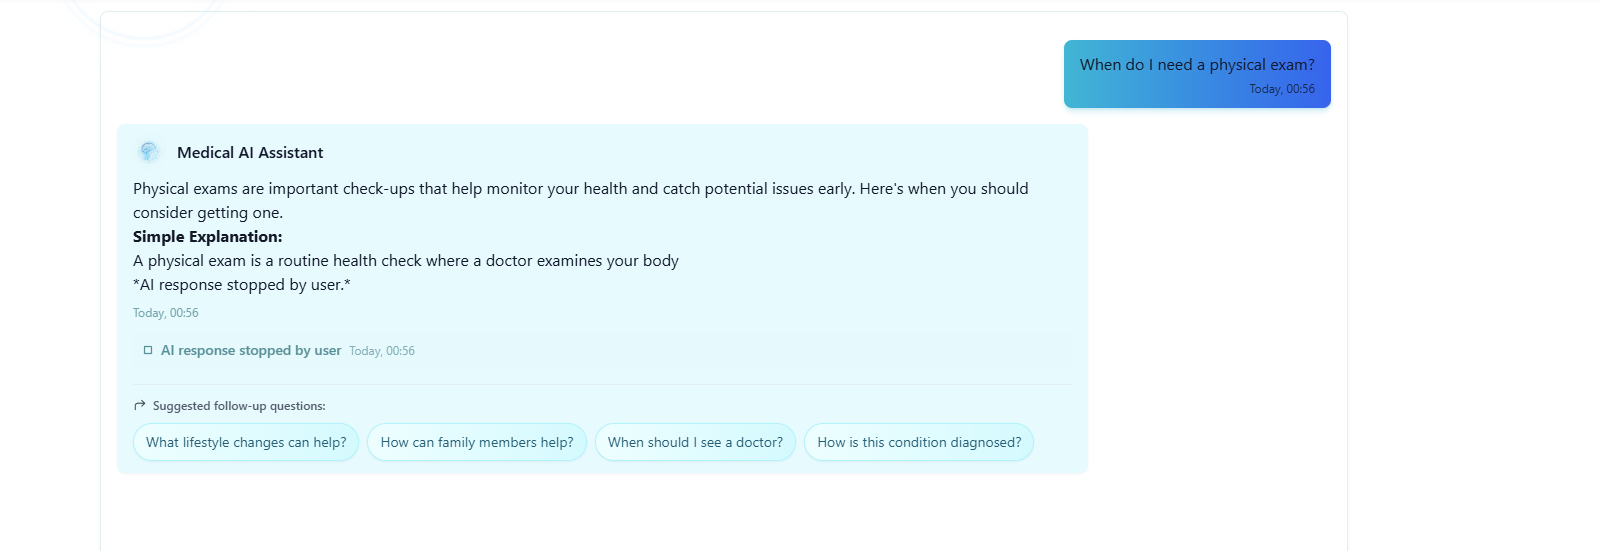 When do I need a physical exam?
Today, 00:56
Medical AI Assistant
Physical exams are important check-ups that help monitor your health and catch potential issues early. Here's when you should
consider getting one.
Simple Explanation:
A physical exam is a routine health check where a doctor examines your body
*AI response stopped by user.*
Today, 00:56
AI response stopped by user Today, 00:56
Suggested follow-up questions:
What lifestyle changes can help? How can family members help? When should I see a doctor? How is this condition diagnosed?